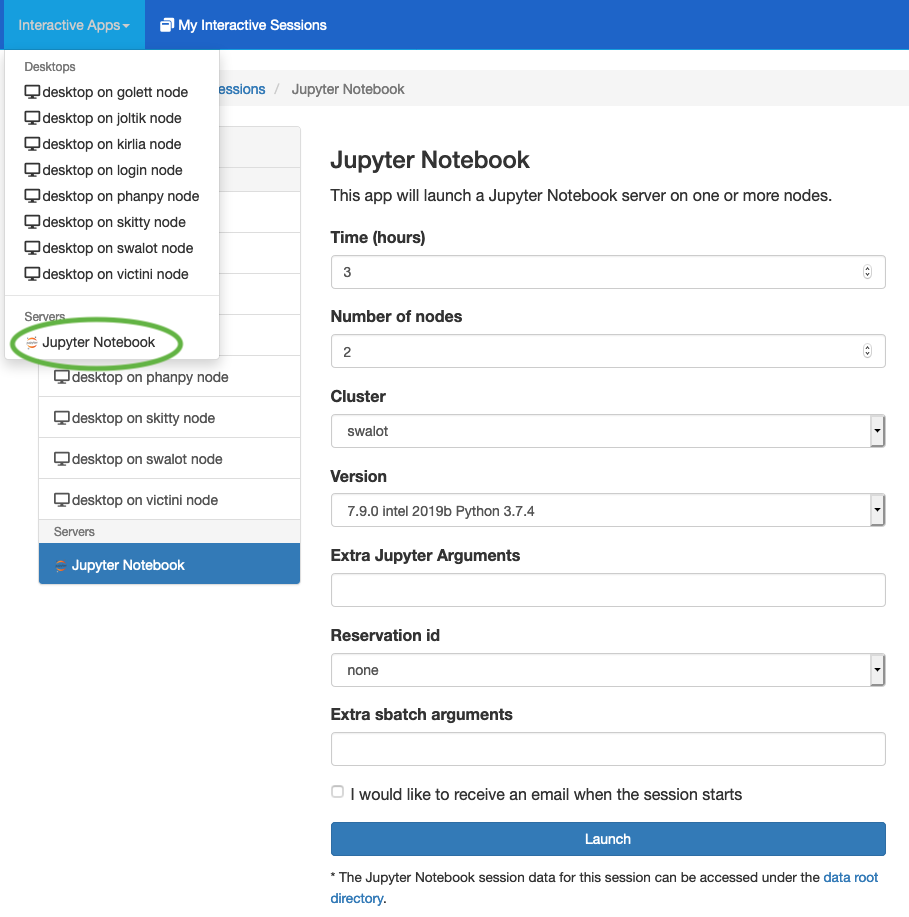 Interactive Apps
My Interactive Sessions
Desktops
desktop on golett node
desktop on joltik node
desktop on kirlia node
desktop on login node
desktop on phanpy node
desktop on skitty node
desktop on swalot node
desktop on victini node
Servers
Jupyter Notebook
essions / Jupyter Notebook
desktop on phanpy node
desktop on skitty node
desktop on swalot node
desktop on victini node
Servers
Jupyter Notebook
Jupyter Notebook
This app will launch a Jupyter Notebook server on one or more nodes.
Time (hours)
3
Number of nodes
2
Cluster
swalot
Version
7.9.0 intel 2019b Python 3.7.4
Extra Jupyter Arguments
Reservation id
none
Extra sbatch arguments
I would like to receive an email when the session starts
Launch
* The Jupyter Notebook session data for this session can be accessed under the data root
directory.